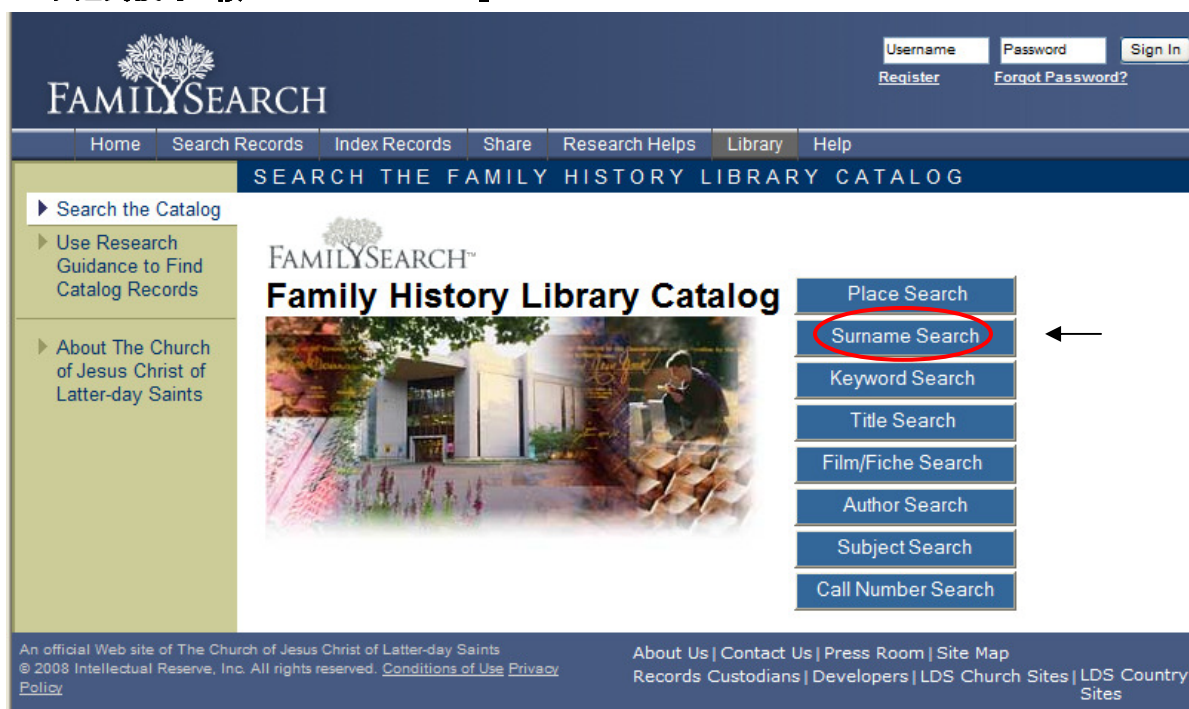 Username Password Sign In
Register Forgot Password?
FAMILYSEARCH
Home Search Records Index Records Share Research Helps Library Help
SEARCH THE FAMILY HISTORY LIBRARY CATALOG
Search the Catalog
Use Research
Guidance to Find
Catalog Records
About The Church
of Jesus Christ of
Latter-day Saints
FAMILYSEARCH™
Family History Library Catalog
Place Search
Surname Search
Keyword Search
Title Search
Film/Fiche Search
Author Search
Subject Search
Call Number Search
An official Web site of The Church of Jesus Christ of Latter-day Saints
© 2008 Intellectual Reserve, Inc. All rights reserved. Conditions of Use Privacy
Policy
About Us | Contact Us | Press Room | Site Map
Records Custodians | Developers | LDS Church Sites | LDS Country
Sites